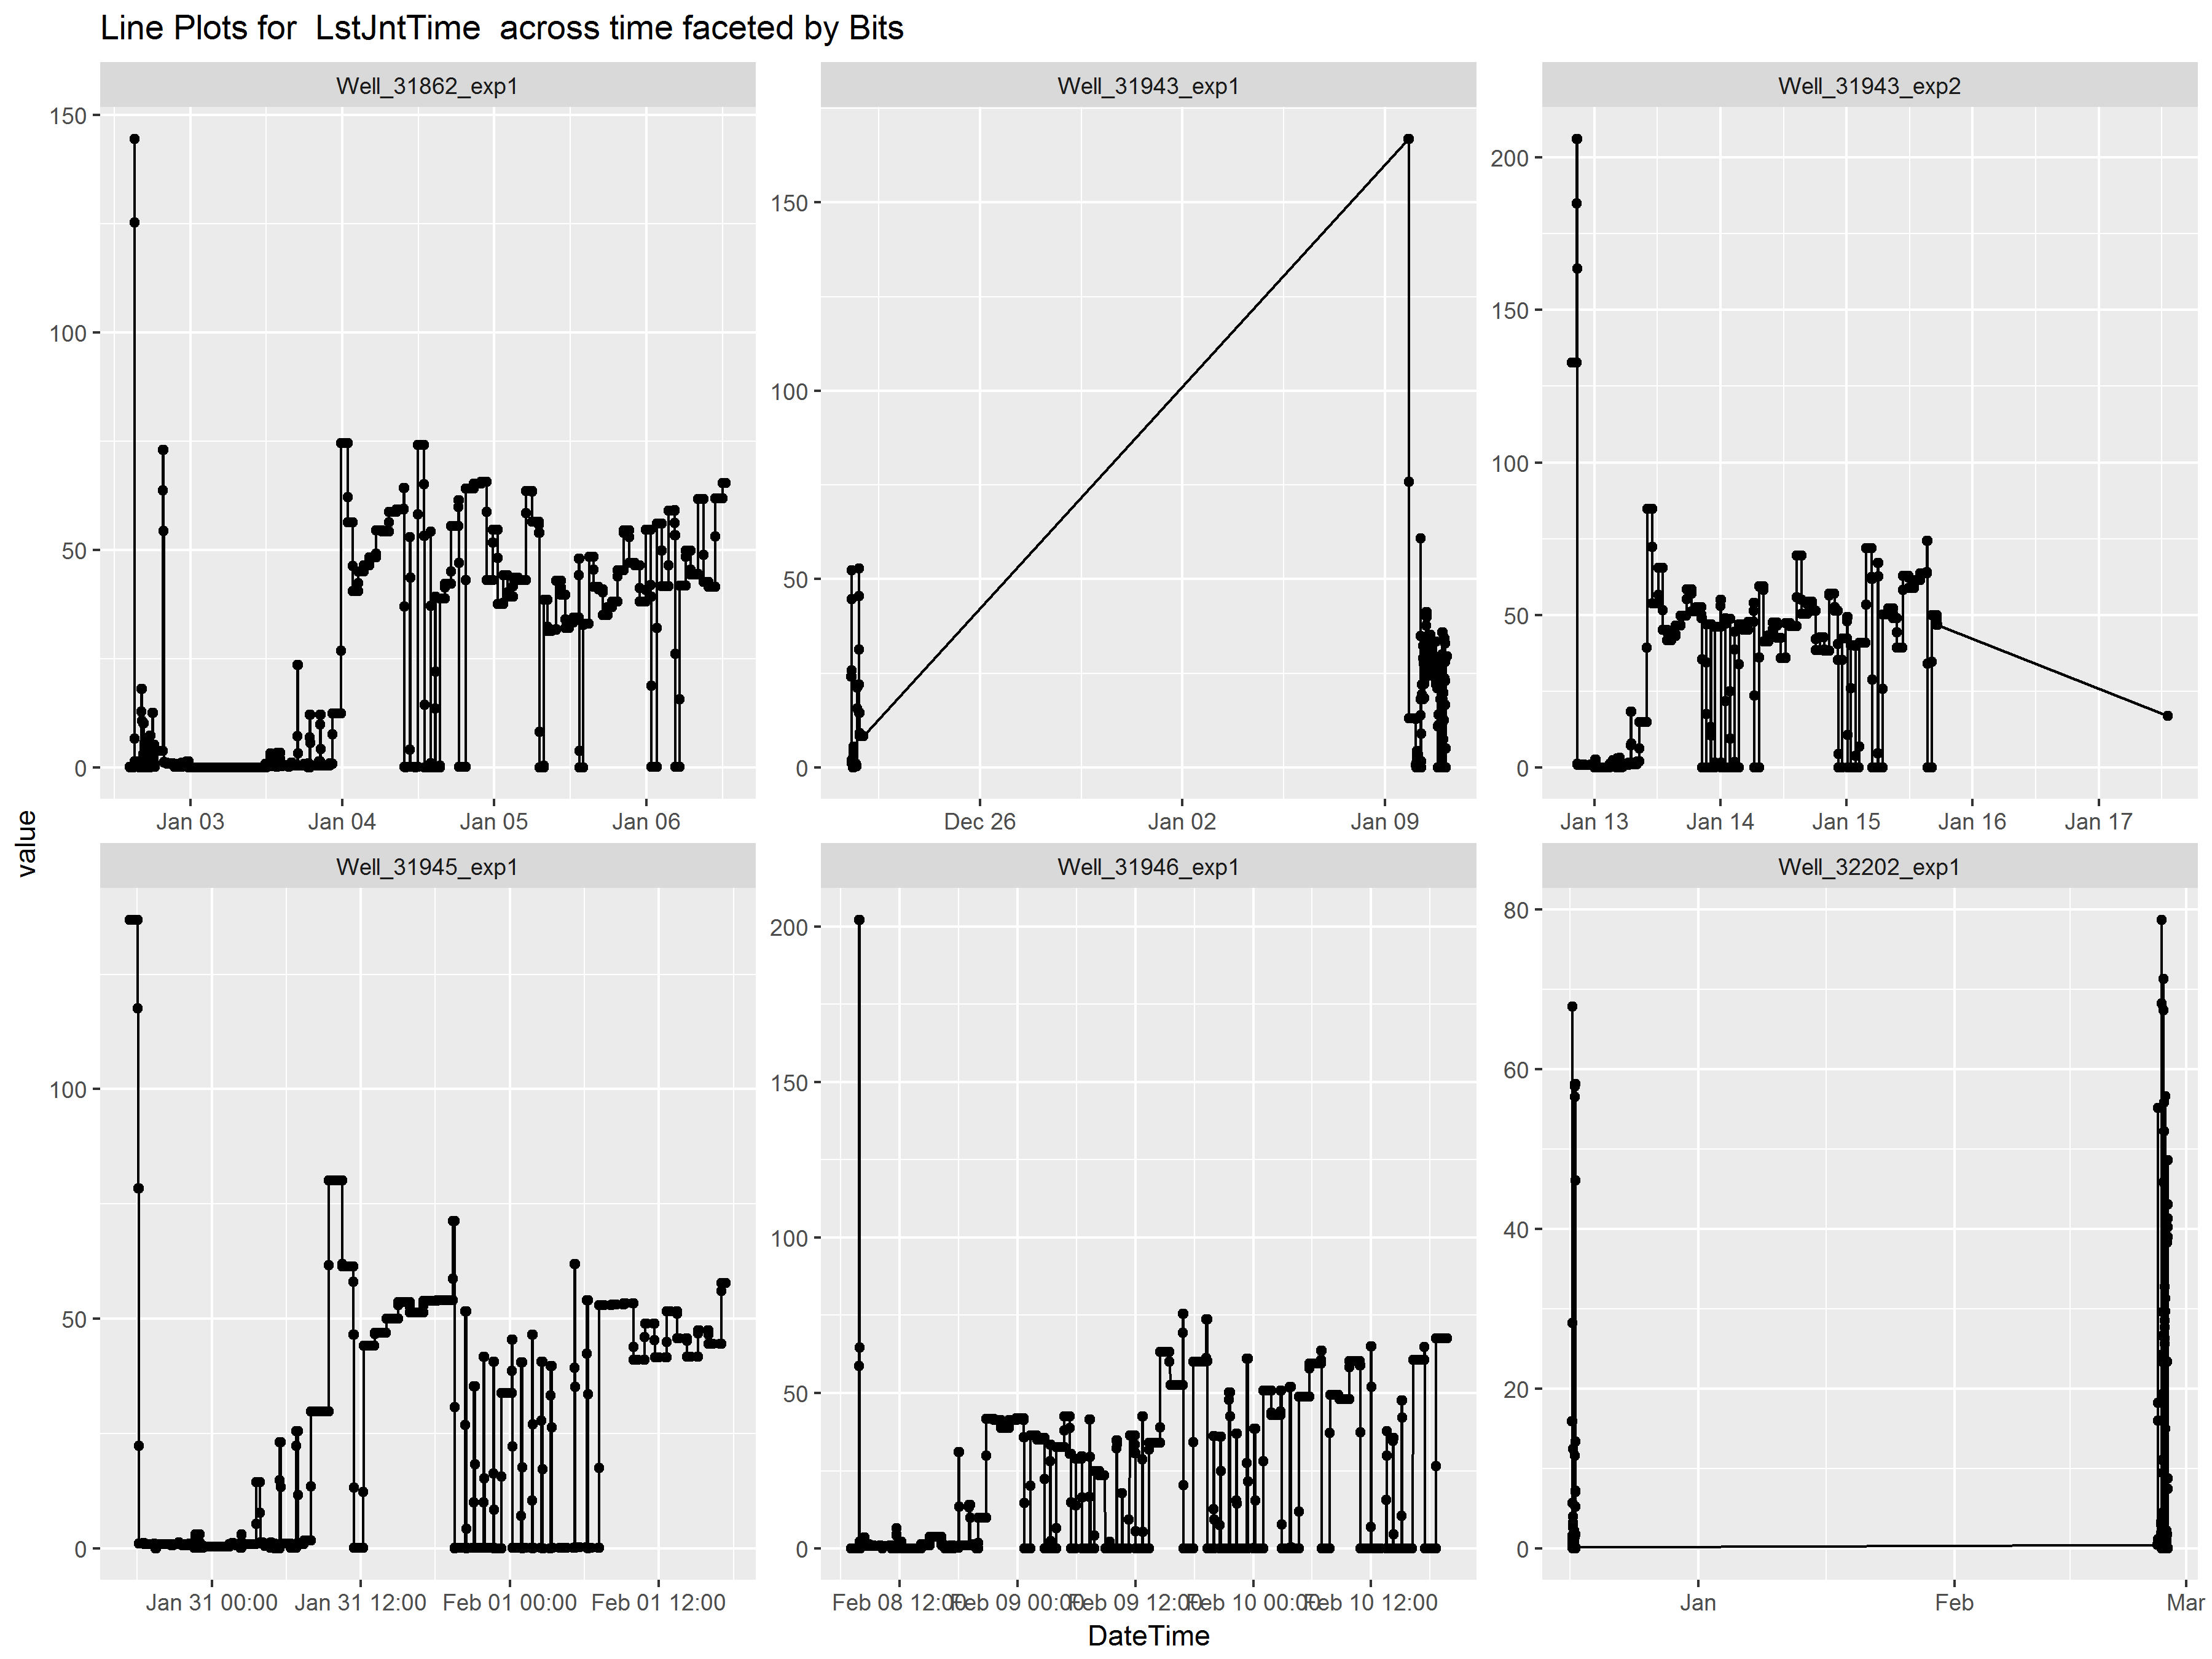 Line Plots for  LstJntTime  across time faceted by Bits
Well_31862_exp1
Well_31943_exp1
Well_31943_exp2
150
100
50
0
150
100
50
0
200
150
100
50
0
Jan 03 Jan 04 Jan 05 Jan 06
Dec 26 Jan 02 Jan 09
Jan 13 Jan 14 Jan 15 Jan 16 Jan 17
value
Well_31945_exp1
Well_31946_exp1
Well_32202_exp1
100
50
0
200
150
100
50
0
80
60
40
20
0
Jan 31 00:00 Jan 31 12:00 Feb 01 00:00 Feb 01 12:00
Feb 08 12:00 Feb 09 00:00 Feb 09 12:00 Feb 10 00:00 Feb 10 12:00
Jan Feb Mar
DateTime